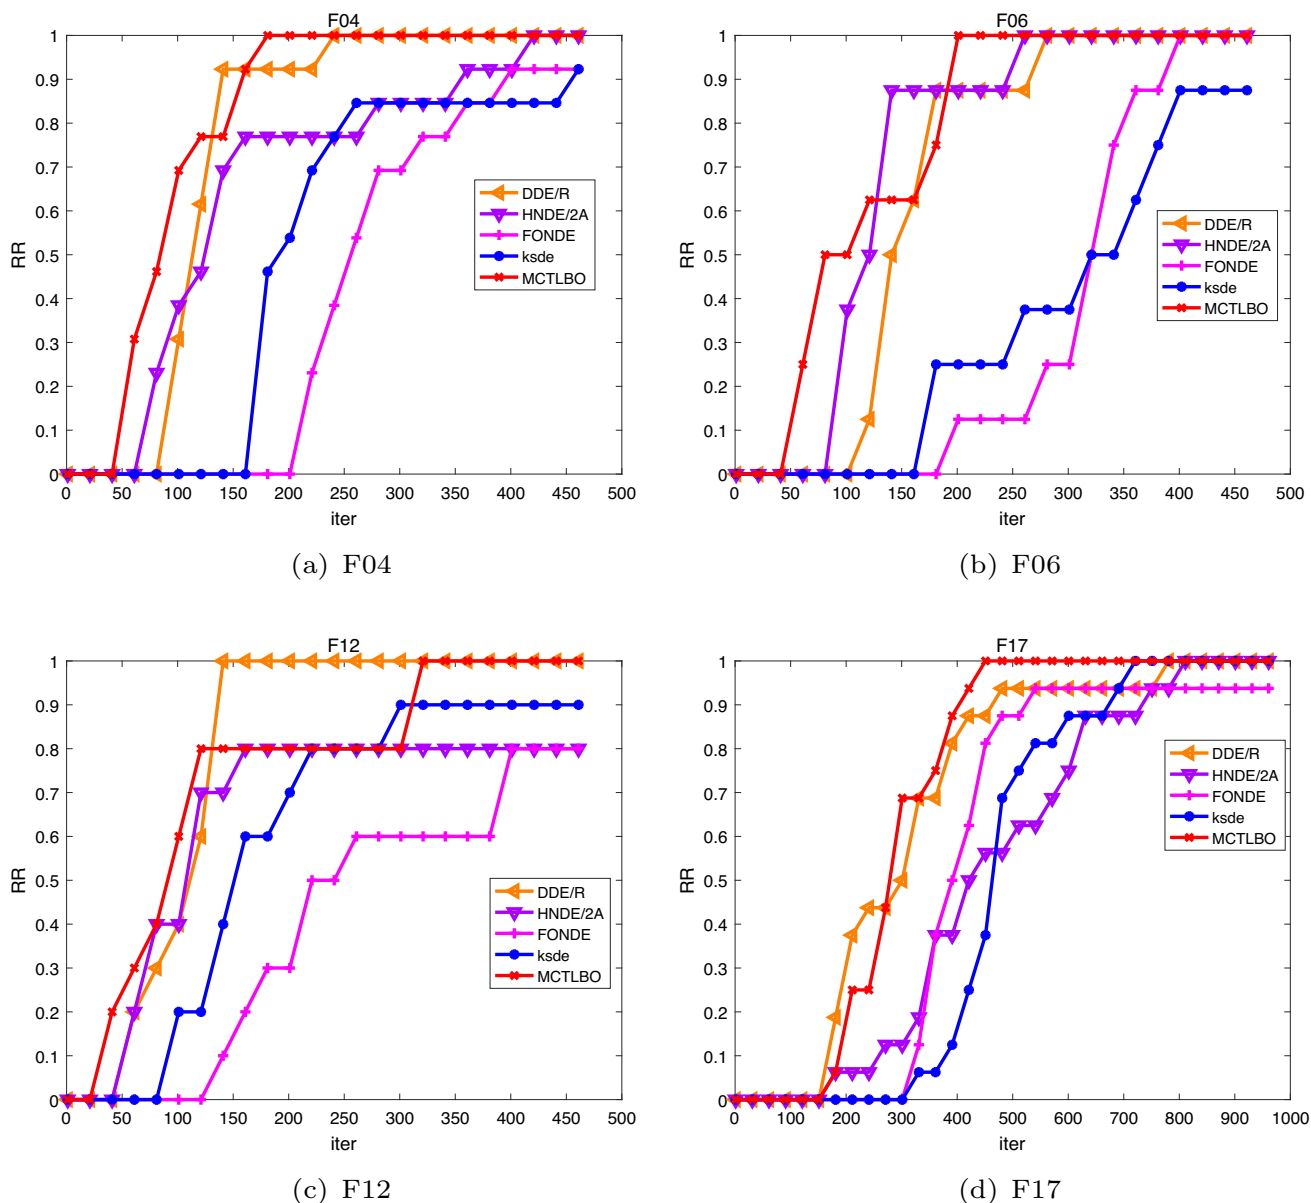 F04
1
0.9
0.8
0.7
0.6
0.5
0.4
0.3
0.2
0.1
0
RR
DDE/R
HNDE/2A
FONDE
ksde
MCTLBO
0 50 100 150 200 250 300 350 400 450 500
iter
(a) F04
F06
1
0.9
0.8
0.7
0.6
0.5
0.4
0.3
0.2
0.1
0
RR
DDE/R
HNDE/2A
FONDE
ksde
MCTLBO
0 50 100 150 200 250 300 350 400 450 500
iter
(b) F06
F12
1
0.9
0.8
0.7
0.6
0.5
0.4
0.3
0.2
0.1
0
RR
DDE/R
HNDE/2A
FONDE
ksde
MCTLBO
0 50 100 150 200 250 300 350 400 450 500
iter
(c) F12
F17
1
0.9
0.8
0.7
0.6
0.5
0.4
0.3
0.2
0.1
0
RR
DDE/R
HNDE/2A
FONDE
ksde
MCTLBO
0 100 200 300 400 500 600 700 800 900 1000
iter
(d) F17